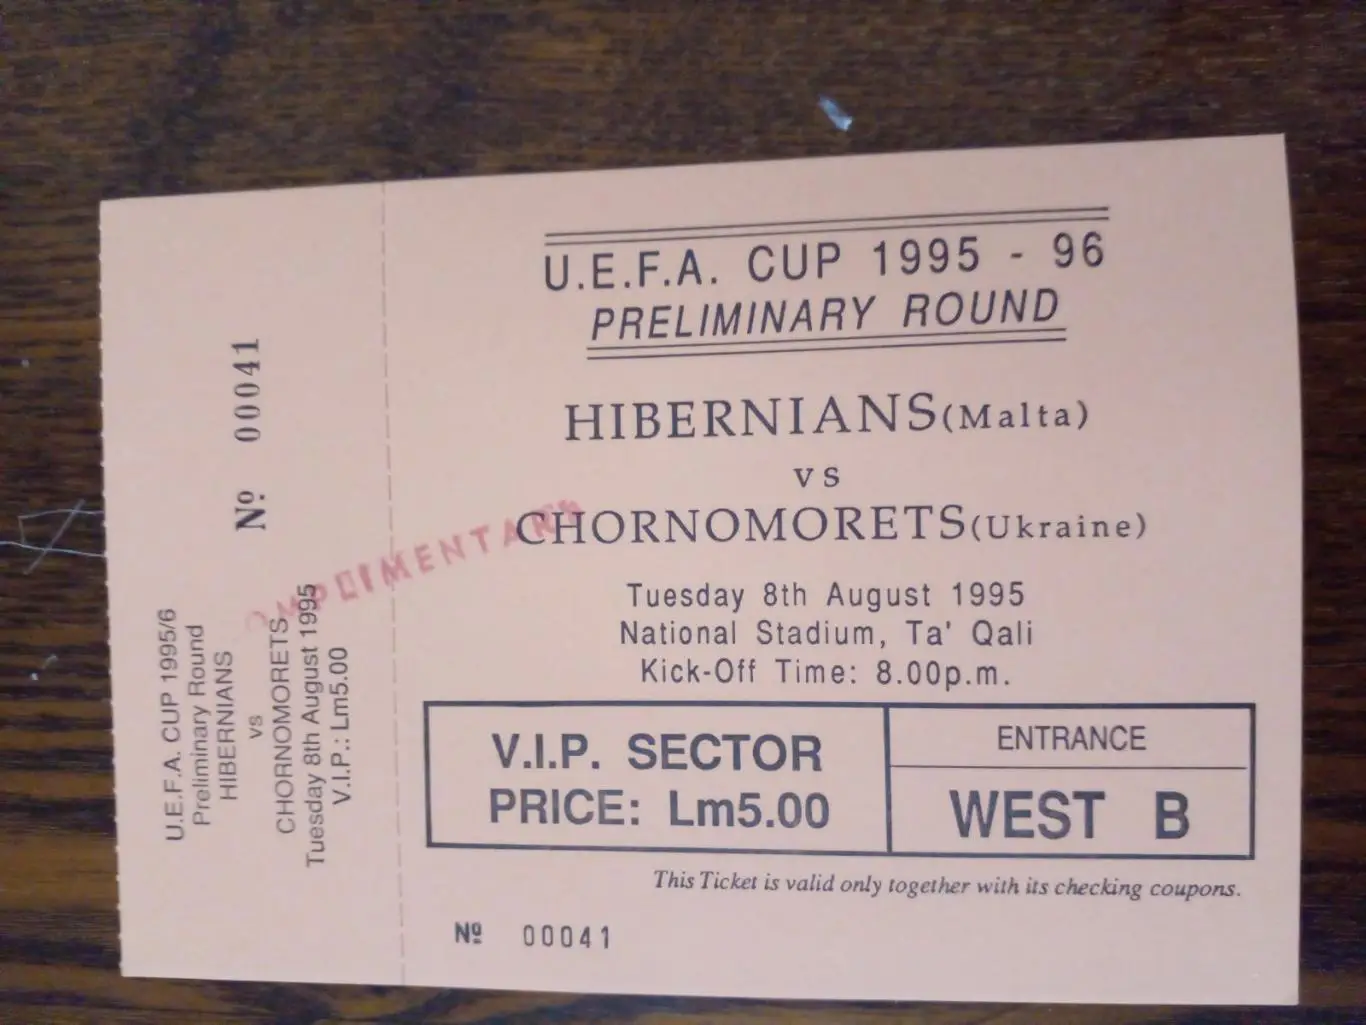 Nº 00041
U.E.F.A. CUP 1995/6
Preliminary Round
HIBERNIANS
vs
CHORNOMORETS
Tuesday 8th August 1995
V.I.P.: Lm5.00
OMPLIMENTARY
U.E.F.A. CUP 1995 - 96
PRELIMINARY ROUND
HIBERNIANS (Malta)
vs
CHORNOMORETS (Ukraine)
Tuesday 8th August 1995
National Stadium, Ta' Qali
Kick-Off Time: 8.00p.m.
V.I.P. SECTOR
PRICE: Lm5.00
ENTRANCE
WEST B
This Ticket is valid only together with its checking coupons.
Nº 00041